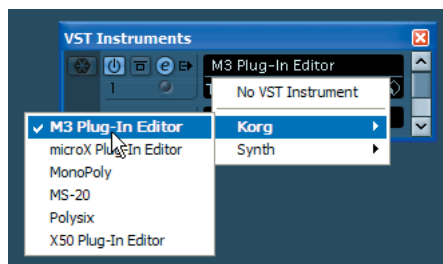 VST Instruments
e
M3 Plug-In Editor
1
No VST Instrument
Korg
Synth
M3 Plug-In Editor
microX Plug-In Editor
MonoPoly
MS-20
Polysix
X50 Plug-In Editor